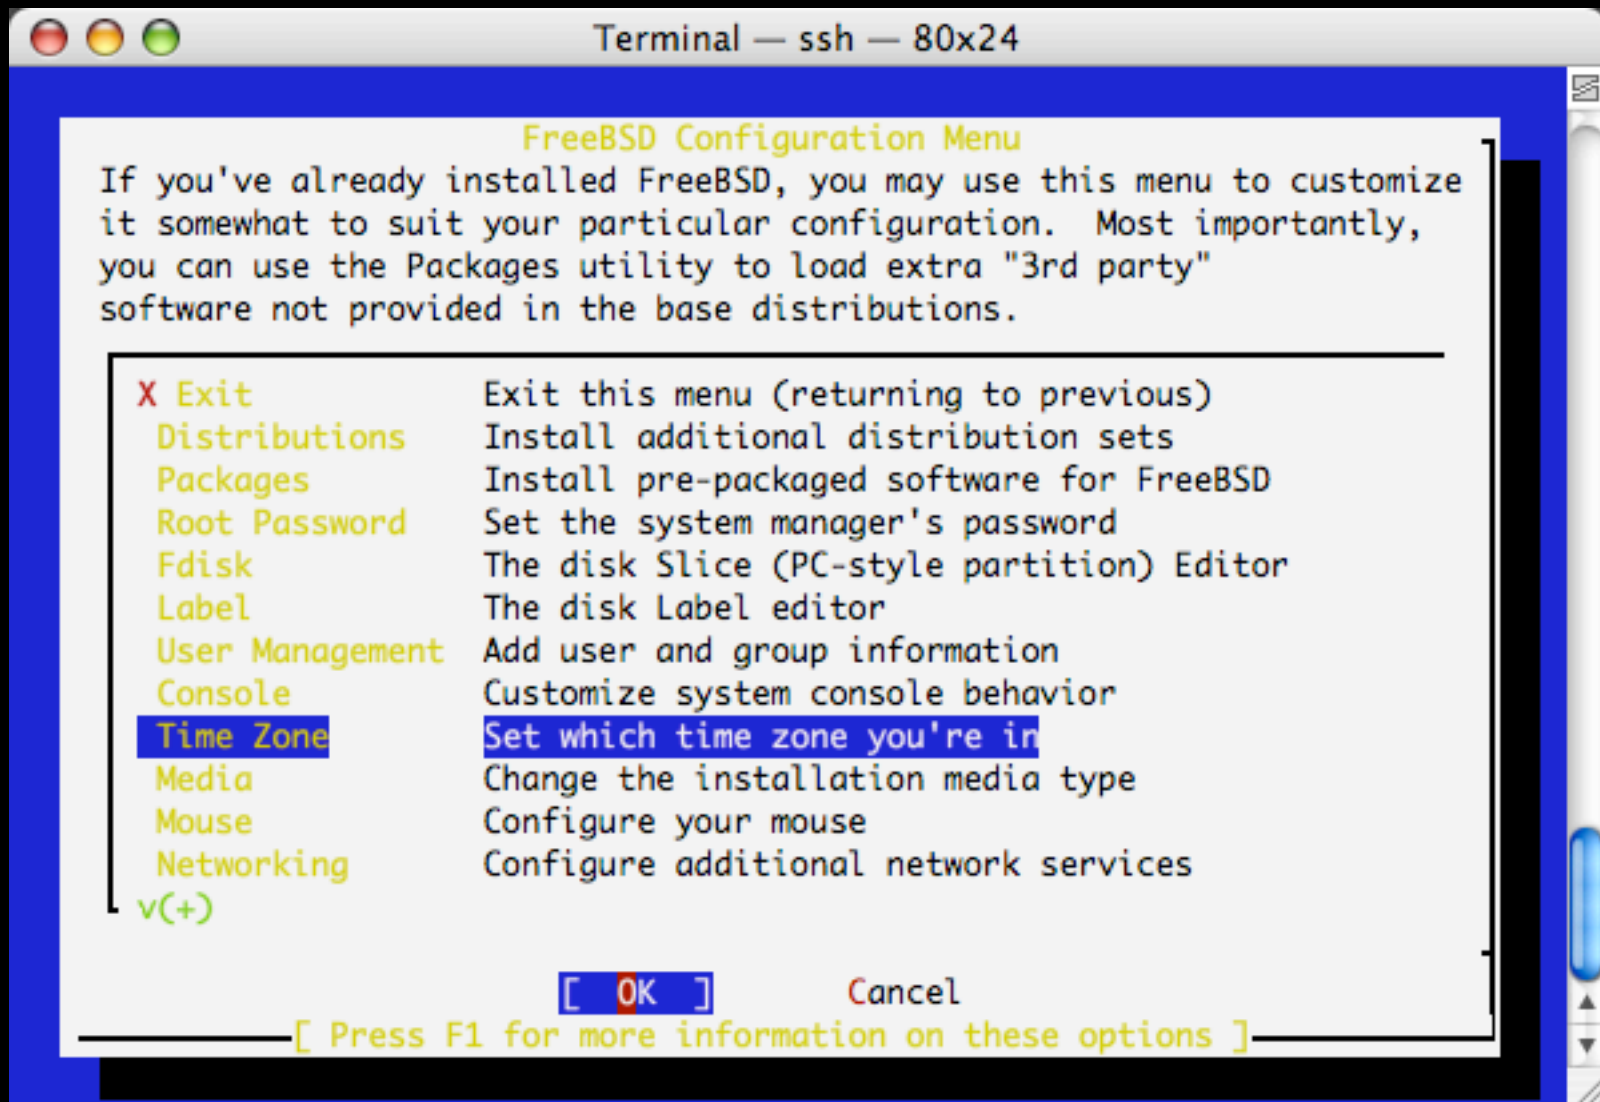 Terminal — ssh — 80x24
FreeBSD Configuration Menu
If you've already installed FreeBSD, you may use this menu to customize
it somewhat to suit your particular configuration.  Most importantly,
you can use the Packages utility to load extra "3rd party"
software not provided in the base distributions.
X Exit Exit this menu (returning to previous)
Distributions Install additional distribution sets
Packages Install pre-packaged software for FreeBSD
Root Password Set the system manager's password
Fdisk The disk Slice (PC-style partition) Editor
Label The disk Label editor
User Management Add user and group information
Console Customize system console behavior
Time Zone Set which time zone you're in
Media Change the installation media type
Mouse Configure your mouse
Networking Configure additional network services
v(+)
[ OK ] Cancel
[ Press F1 for more information on these options ]